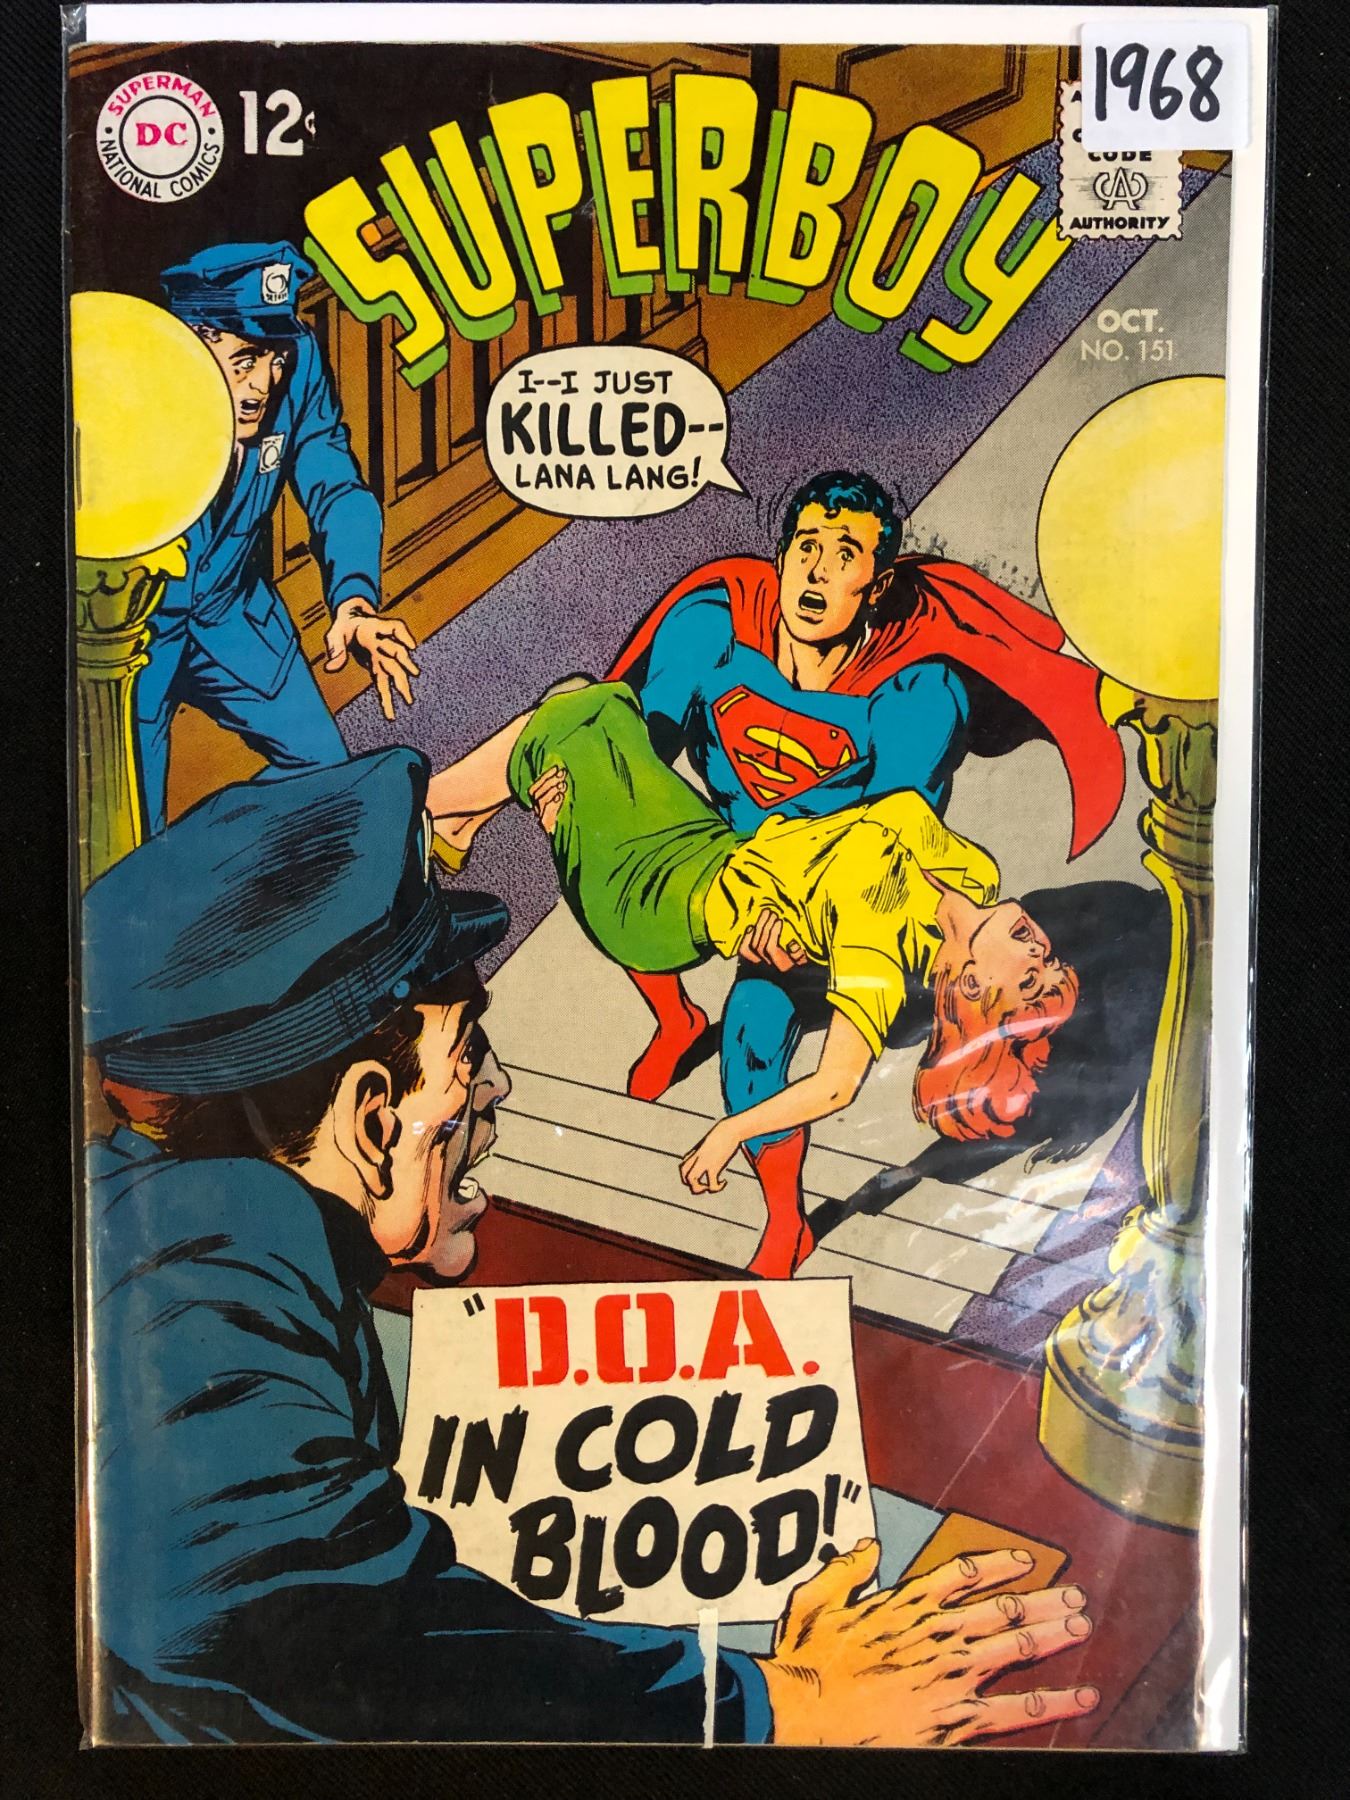 1968
SUPERMAN
DC
NATIONAL COMICS
12¢
SUPERBOY
CODE
CA
AUTHORITY
OCT.
NO. 151
I--I JUST
KILLED--
LANA LANG!
"D.O.A.
IN COLD
BLOOD!"